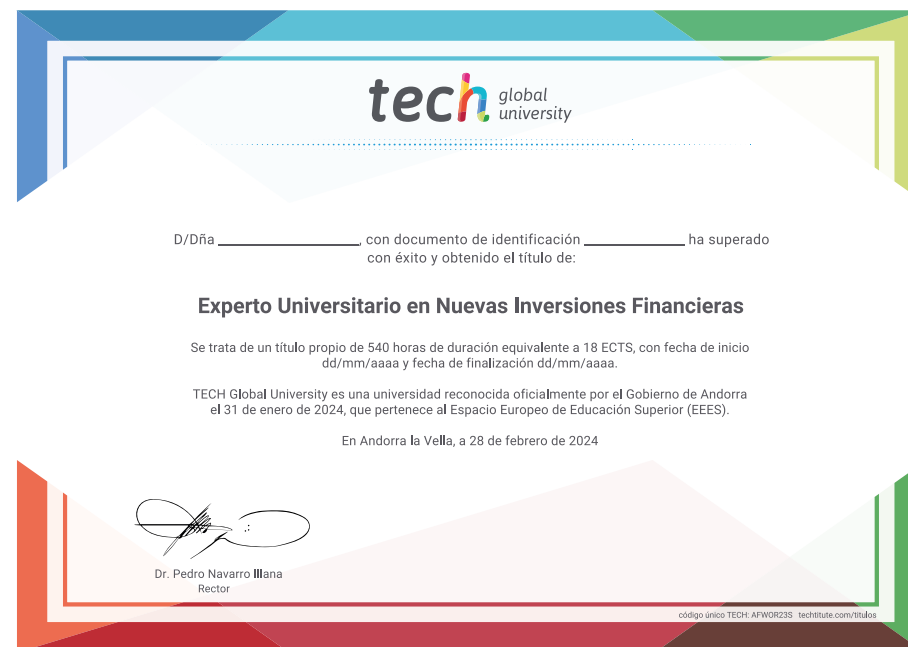 tech global university
D/Dña ____________________, con documento de identificación ______________ ha superado
con éxito y obtenido el título de:
Experto Universitario en Nuevas Inversiones Financieras
Se trata de un título propio de 540 horas de duración equivalente a 18 ECTS, con fecha de inicio
dd/mm/aaaa y fecha de finalización dd/mm/aaaa.
TECH Global University es una universidad reconocida oficialmente por el Gobierno de Andorra
el 31 de enero de 2024, que pertenece al Espacio Europeo de Educación Superior (EEES).
En Andorra la Vella, a 28 de febrero de 2024
Dr. Pedro Navarro Illana
Rector
código único TECH: AFWOR23S techtitute.com/titulos